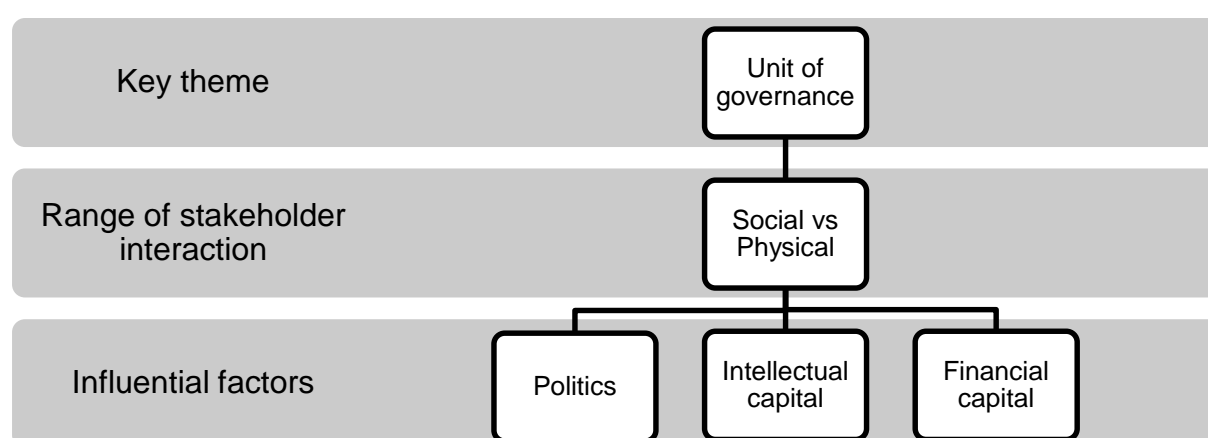 Key theme
Unit of
governance
Range of stakeholder
interaction
Social vs
Physical
Influential factors
Politics
Intellectual
capital
Financial
capital